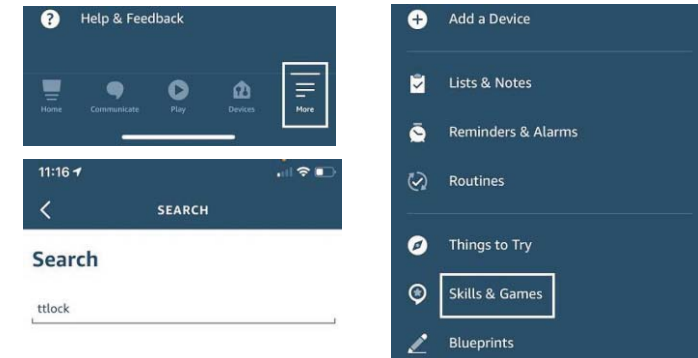 Help & Feedback
Home Communicate Play Devices More
11:16
SEARCH
Search
ttlock
Add a Device
Lists & Notes
Reminders & Alarms
Routines
Things to Try
Skills & Games
Blueprints